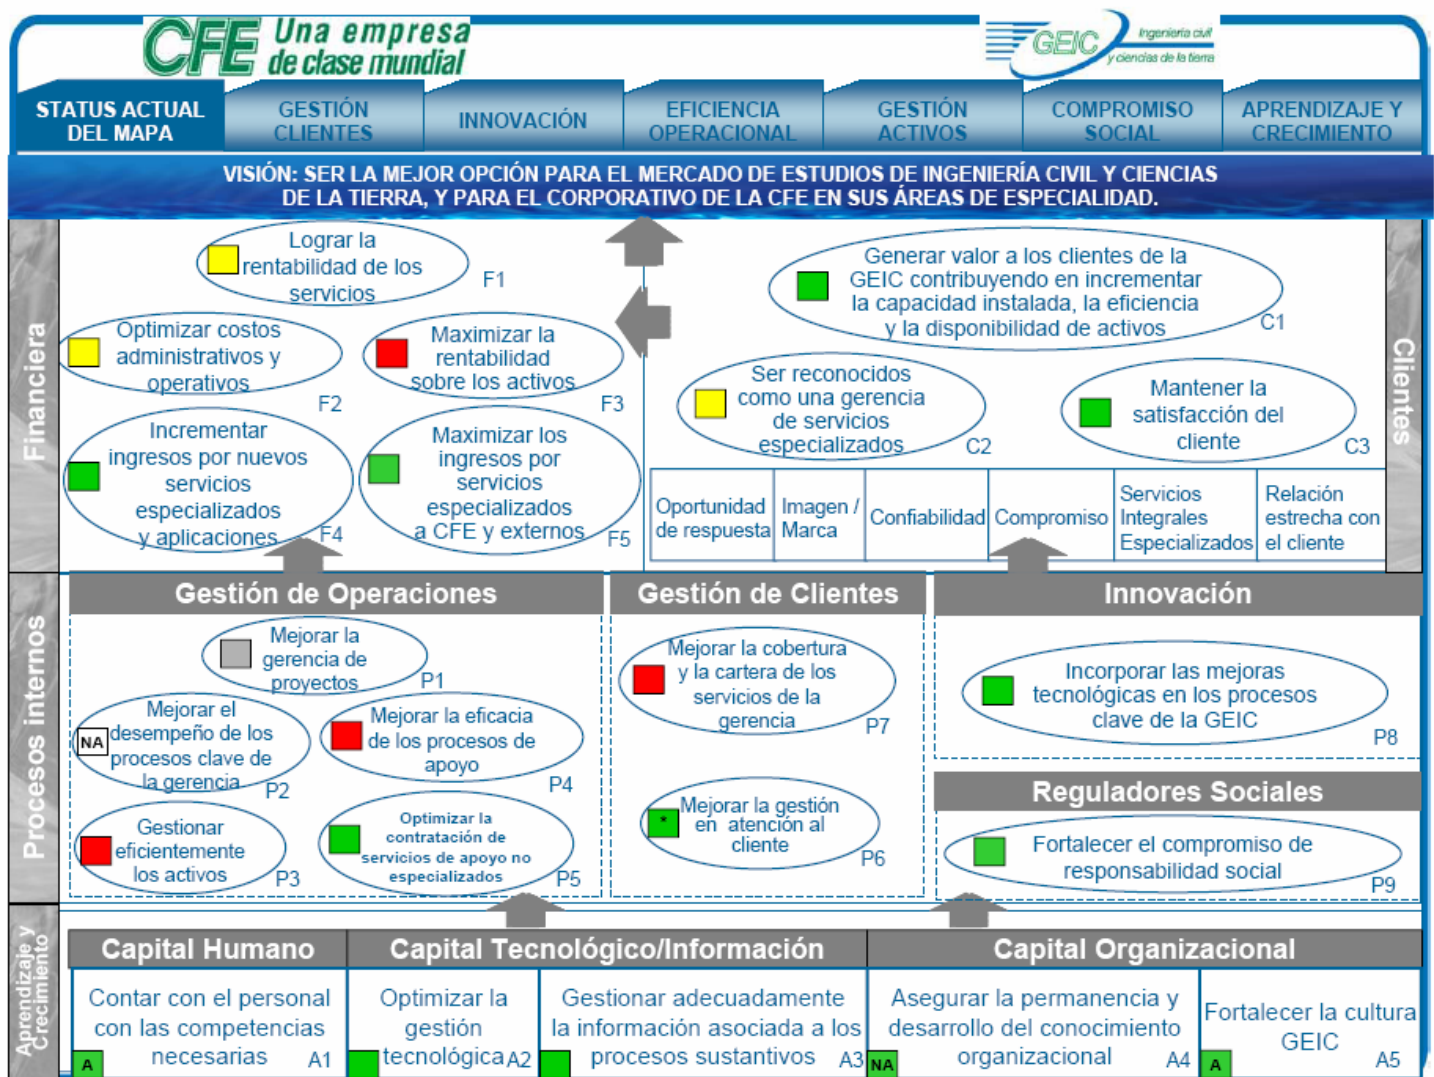 CFE Una empresa
de clase mundial
GEIC Ingeniería civil
y ciencias de la tierra
STATUS ACTUAL
DEL MAPA
GESTIÓN
CLIENTES
INNOVACIÓN
EFICIENCIA
OPERACIONAL
GESTIÓN
ACTIVOS
COMPROMISO
SOCIAL
APRENDIZAJE Y
CRECIMIENTO
VISIÓN: SER LA MEJOR OPCIÓN PARA EL MERCADO DE ESTUDIOS DE INGENIERÍA CIVIL Y CIENCIAS
DE LA TIERRA, Y PARA EL CORPORATIVO DE LA CFE EN SUS ÁREAS DE ESPECIALIDAD.
Financiera
Lograr la
rentabilidad de los
servicios
F1
Optimizar costos
administrativos y
operativos
F2
Maximizar la
rentabilidad
sobre los activos
F3
Incrementar
ingresos por nuevos
servicios
especializados
y aplicaciones
F4
Maximizar los
ingresos por
servicios
especializados
a CFE y externos
F5
Clientes
Generar valor a los clientes de la
GEIC contribuyendo en incrementar
la capacidad instalada, la eficiencia
y la disponibilidad de activos
C1
Ser reconocidos
como una gerencia
de servicios
especializados
C2
Mantener la
satisfacción del
cliente
C3
Oportunidad
de respuesta
Imagen /
Marca
Confiabilidad
Compromiso
Servicios
Integrales
Especializados
Relación
estrecha con
el cliente
Procesos internos
Gestión de Operaciones
Mejorar la
gerencia de
proyectos
P1
Mejorar el
desempeño de los
procesos clave de
la gerencia
NA
P2
Mejorar la eficacia
de los procesos de
apoyo
P4
Gestionar
eficientemente
los activos
P3
Optimizar la
contratación de
servicios de apoyo no
especializados
P5
Gestión de Clientes
Mejorar la cobertura
y la cartera de los
servicios de la
gerencia
P7
Mejorar la gestión
en atención al
cliente
*
P6
Innovación
Incorporar las mejoras
tecnológicas en los procesos
clave de la GEIC
P8
Reguladores Sociales
Fortalecer el compromiso de
responsabilidad social
P9
Aprendizaje y
Crecimiento
Capital Humano
Contar con el personal
con las competencias
necesarias
A
A1
Capital Tecnológico/Información
Optimizar la
gestión
tecnológica
A2
Gestionar adecuadamente
la información asociada a los
procesos sustantivos
A3
Capital Organizacional
Asegurar la permanencia y
desarrollo del conocimiento
organizacional
NA
A4
Fortalecer la cultura
GEIC
A
A5